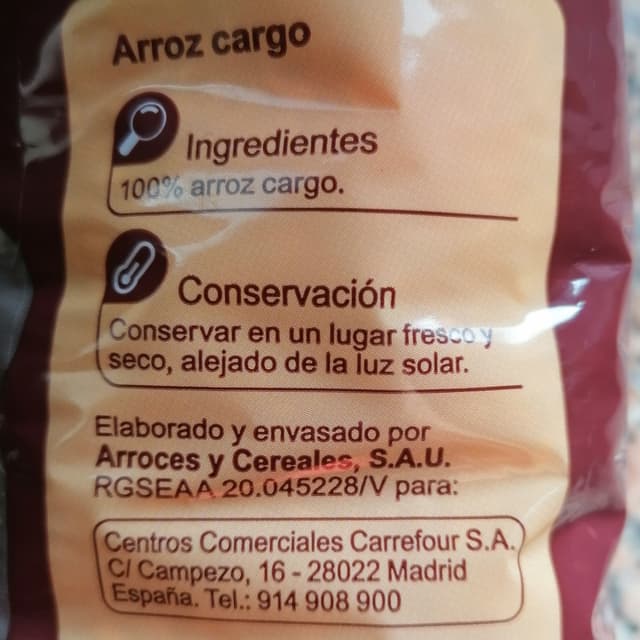 Arroz cargo
Ingredientes
100% arroz cargo.
Conservación
Conservar en un lugar fresco y
seco, alejado de la luz solar.
Elaborado y envasado por
Arroces y Cereales, S.A.U.
RGSEAA 20.045228/V para:
Centros Comerciales Carrefour S.A.
C/ Campezo, 16 - 28022 Madrid
España. Tel.: 914 908 900